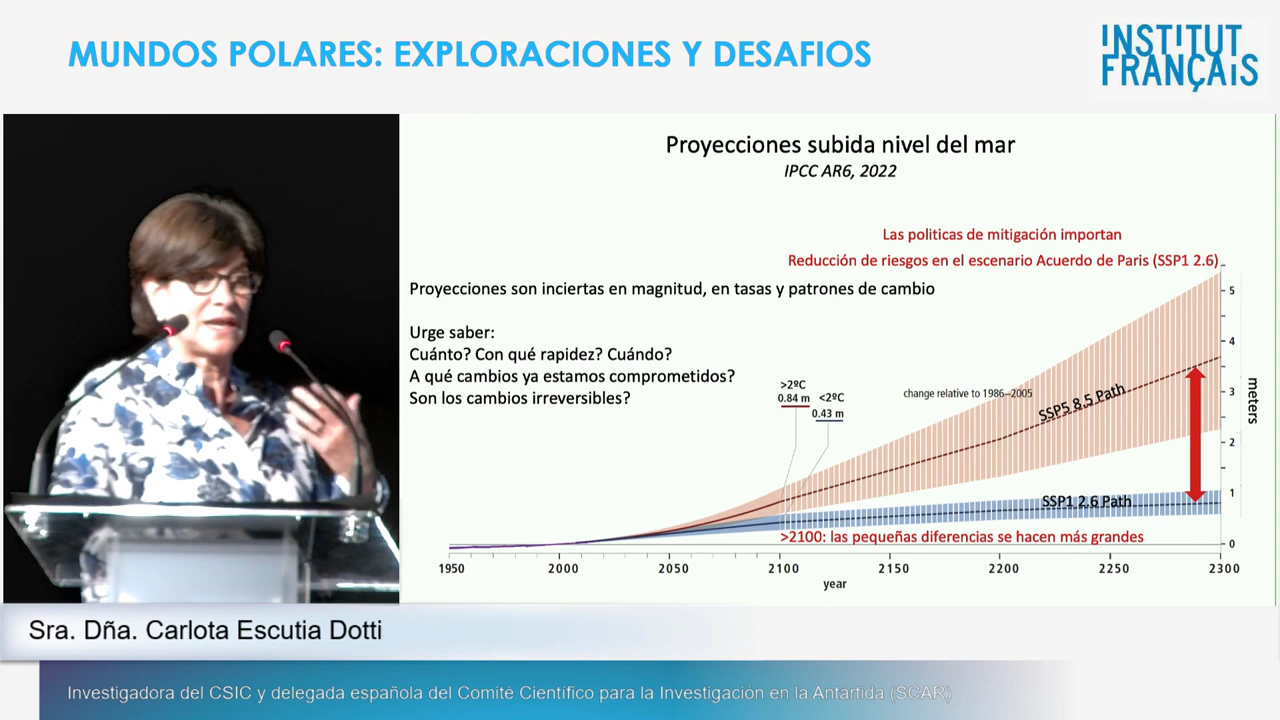 MUNDOS POLARES: EXPLORACIONES Y DESAFIOS
INSTITUT
FRANÇAIS
Proyecciones subida nivel del mar
IPCC AR6, 2022
Las politicas de mitigación importan
Reducción de riesgos en el escenario Acuerdo de Paris (SSP1 2.6)
Proyecciones son inciertas en magnitud, en tasas y patrones de cambio
Urge saber:
Cuánto? Con qué rapidez? Cuándo?
A qué cambios ya estamos comprometidos?
Son los cambios irreversibles?
>2ºC
0.84 m
<2ºC
0.43 m
change relative to 1986–2005
SSP5 8.5 Path
SSP1 2.6 Path
>2100: las pequeñas diferencias se hacen más grandes
5
4
3
2
1
0
meters
1950 2000 2050 2100 2150 2200 2250 2300
year
Sra. Dña. Carlota Escutia Dotti
Investigadora del CSIC y delegada española del Comité Científico para la Investigación en la Antártida (SCAR)